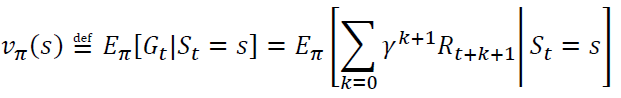 v_π(s) ≝ E_π[G_t|S_t = s] = E_π [ ∑_{k=0} γ^{k+1} R_{t+k+1} | S_t = s ]